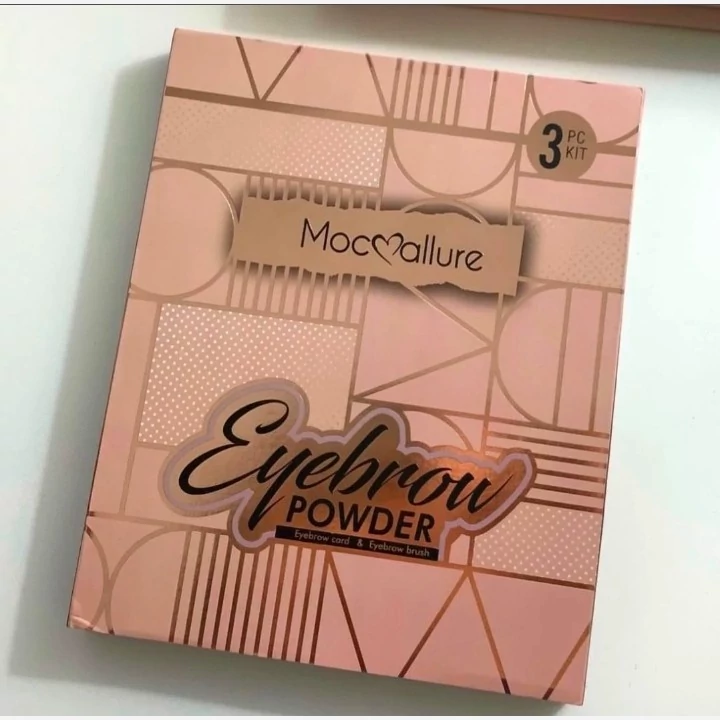 3 PC
KIT
Mocallure
Eyebrow
POWDER
Eyebrow card & Eyebrow brush